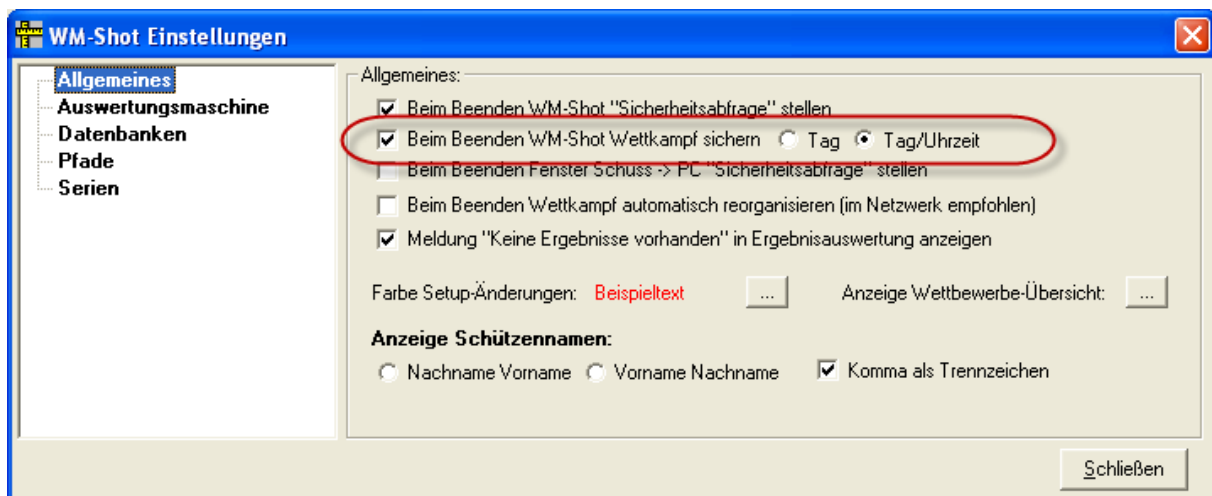 WM-Shot Einstellungen
Allgemeines
Auswertungsmaschine
Datenbanken
Pfade
Serien
Allgemeines:
Beim Beenden WM-Shot "Sicherheitsabfrage" stellen
Beim Beenden WM-Shot Wettkampf sichern Tag Tag/Uhrzeit
Beim Beenden Fenster Schuss -> PC "Sicherheitsabfrage" stellen
Beim Beenden Wettkampf automatisch reorganisieren (im Netzwerk empfohlen)
Meldung "Keine Ergebnisse vorhanden" in Ergebnisauswertung anzeigen
Farbe Setup-Änderungen: Beispieltext ... Anzeige Wettbewerbe-Übersicht: ...
Anzeige Schützennamen:
Nachname Vorname Vorname Nachname Komma als Trennzeichen
Schließen